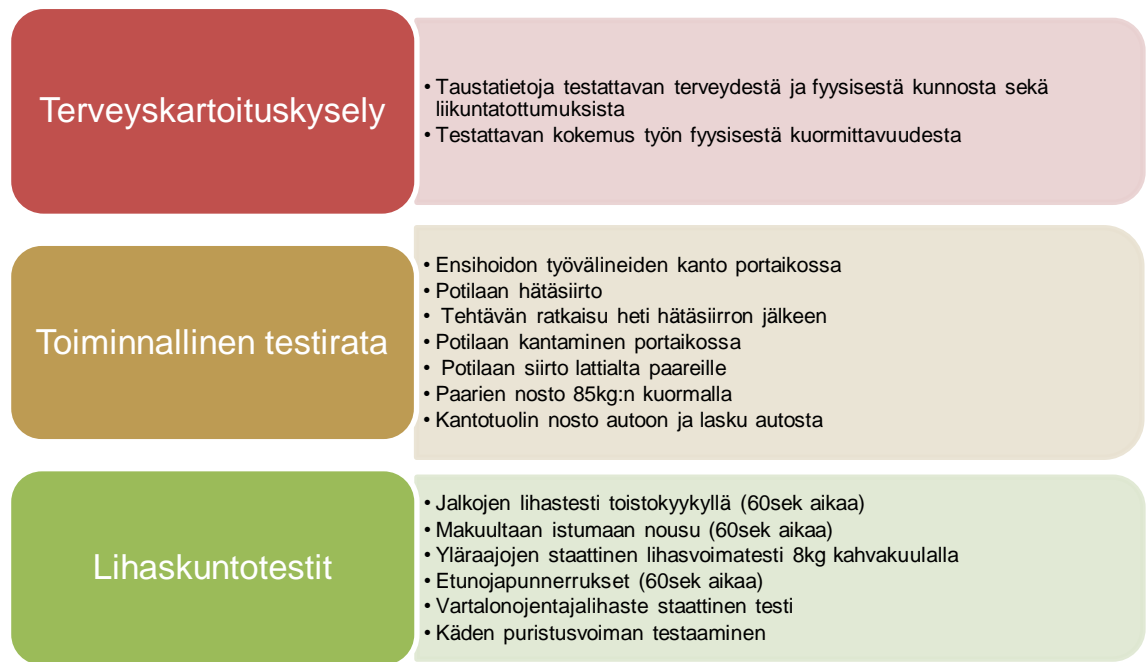 Terveyskartoituskysely
• Taustatietoja testattavan terveydestä ja fyysisestä kunnosta sekä
liikuntatottumuksista
• Testattavan kokemus työn fyysisestä kuormittavuudesta
Toiminnallinen testirata
• Ensihoidon työvälineiden kanto portaikossa
• Potilaan hätäsiirto
• Tehtävän ratkaisu heti hätäsiirron jälkeen
• Potilaan kantaminen portaikossa
• Potilaan siirto lattialta paareille
• Paarien nosto 85kg:n kuormalla
• Kantotuolin nosto autoon ja lasku autosta
Lihaskuntotestit
• Jalkojen lihastesti toistokyykyllä (60sek aikaa)
• Makuultaan istumaan nousu (60sek aikaa)
• Yläraajojen staattinen lihasvoimatesti 8kg kahvakuulalla
• Etunojapunnerrukset (60sek aikaa)
• Vartalonojentajalihaste staattinen testi
• Käden puristusvoiman testaaminen